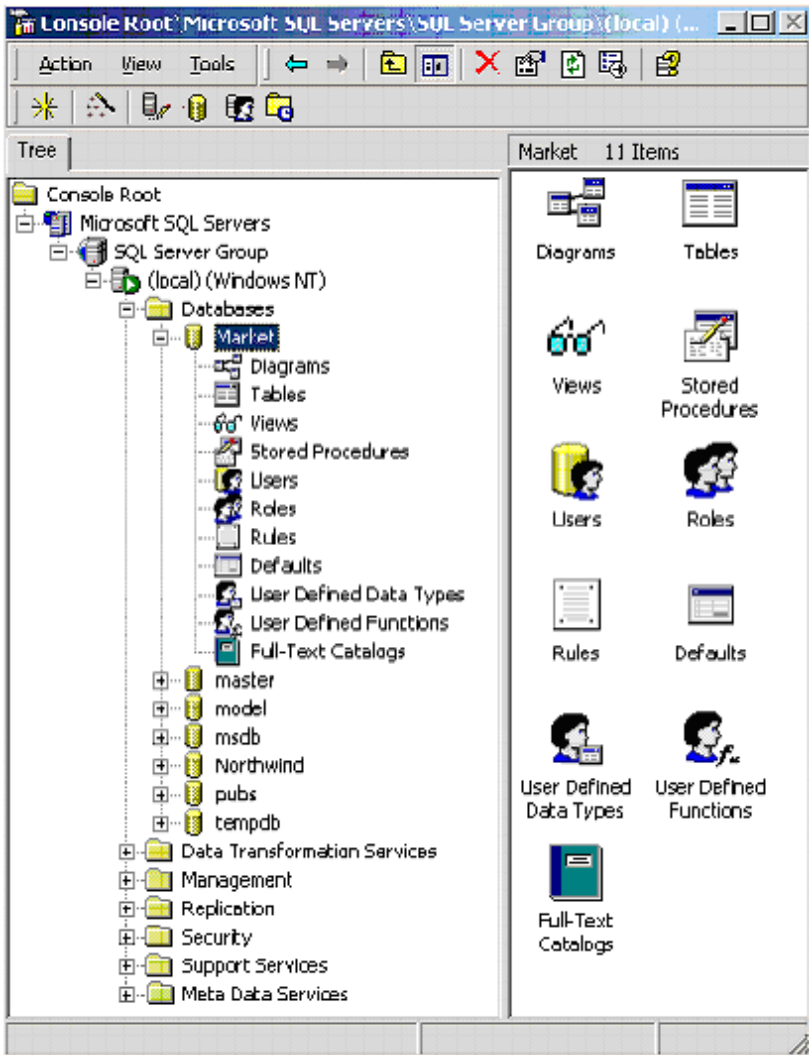 Console Root\Microsoft SQL Servers\SQL Server Group\(local) (...
Action View Tools
Tree
Market 11 Items
Console Root
Microsoft SQL Servers
SQL Server Group
(local) (Windows NT)
Databases
Market
Diagrams
Tables
Views
Stored Procedures
Users
Roles
Rules
Defaults
User Defined Data Types
User Defined Functions
Full-Text Catalogs
master
model
msdb
Northwind
pubs
tempdb
Data Transformation Services
Management
Replication
Security
Support Services
Meta Data Services
Diagrams
Tables
Views
Stored
Procedures
Users
Roles
Rules
Defaults
User Defined
Data Types
User Defined
Functions
Full-Text
Catalogs